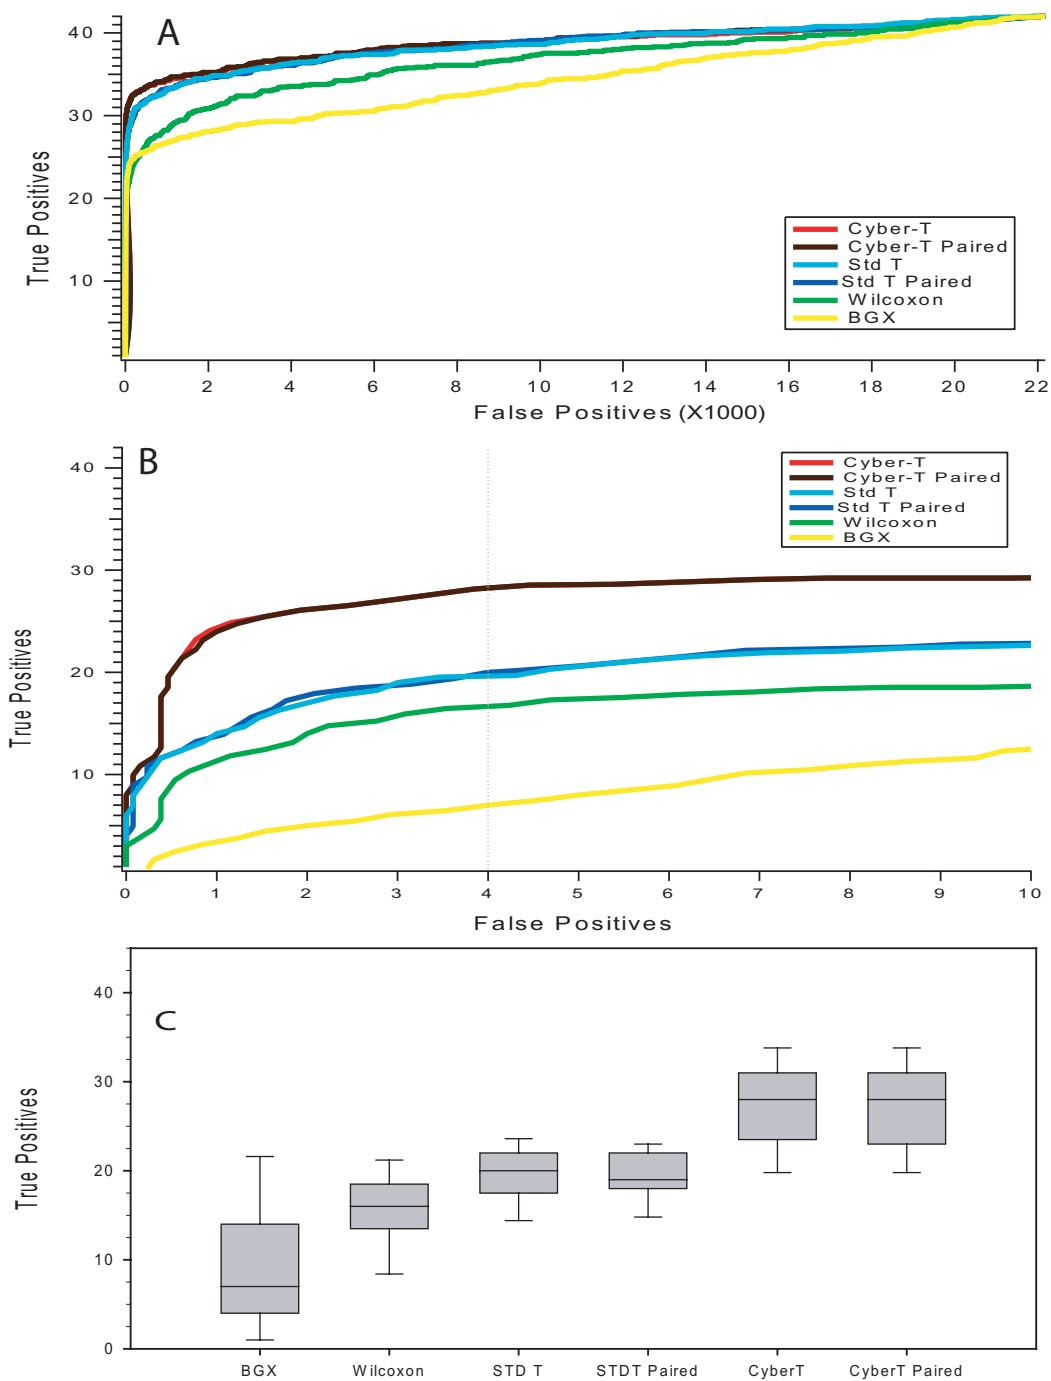 A
True Positives
40
30
20
10
Cyber-T
Cyber-T Paired
Std T
Std T Paired
Wilcoxon
BGX
0 2 4 6 8 10 12 14 16 18 20 22
False Positives (X1000)
B
True Positives
40
30
20
10
Cyber-T
Cyber-T Paired
Std T
Std T Paired
Wilcoxon
BGX
0 1 2 3 4 5 6 7 8 9 10
False Positives
C
True Positives
40
30
20
10
0
BGX Wilcoxon STD T STDT Paired CyberT CyberT Paired